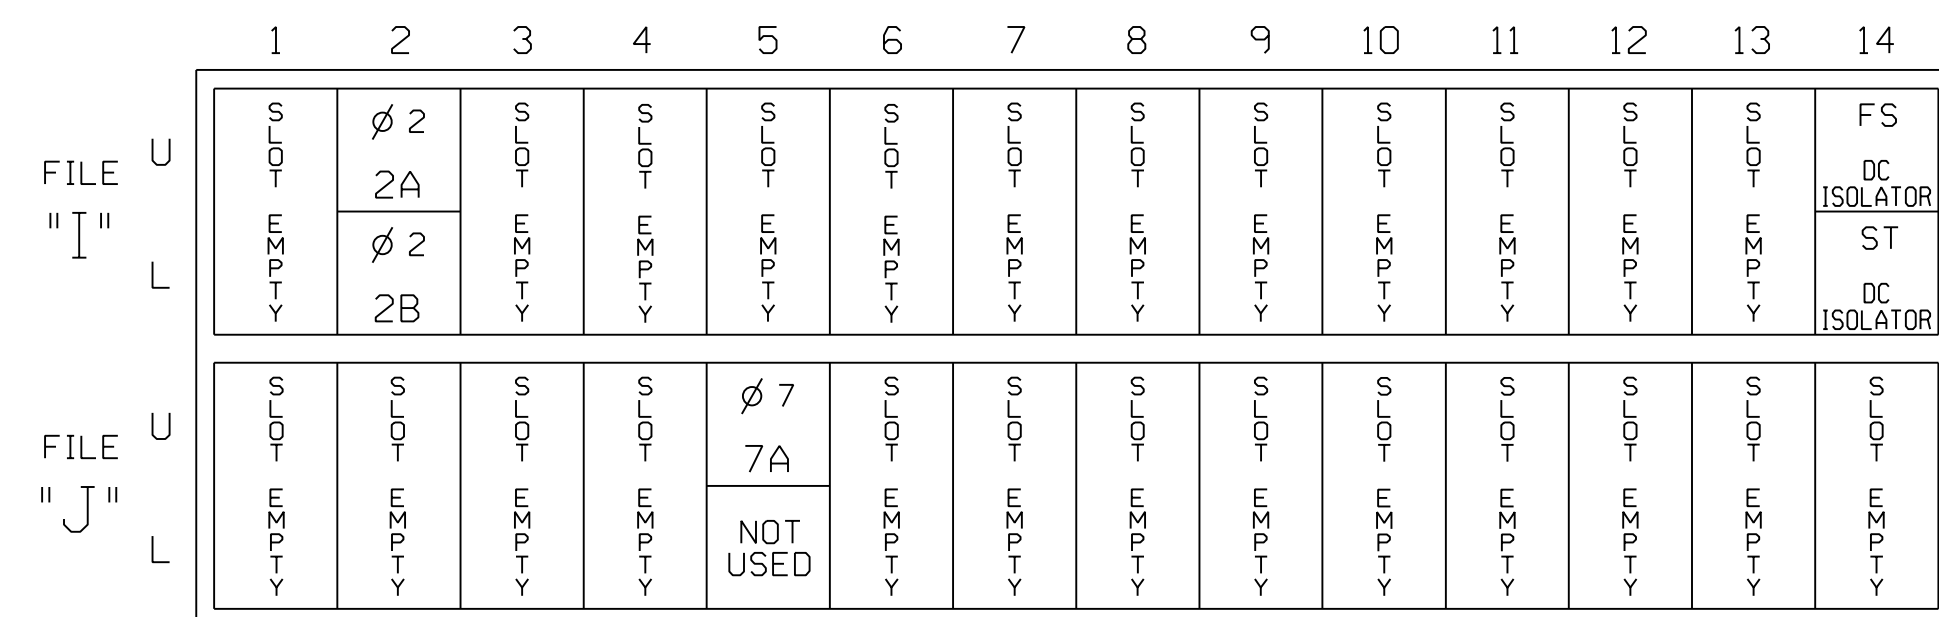 1 2 3 4 5 6 7 8 9 10 11 12 13 14
FILE "I"
U
L
SLOT EMPTY
Ø 2
2A
Ø 2
2B
SLOT EMPTY
SLOT EMPTY
SLOT EMPTY
SLOT EMPTY
SLOT EMPTY
SLOT EMPTY
SLOT EMPTY
SLOT EMPTY
SLOT EMPTY
SLOT EMPTY
SLOT EMPTY
FS
DC
ISOLATOR
ST
DC
ISOLATOR
FILE "J"
U
L
SLOT EMPTY
SLOT EMPTY
SLOT EMPTY
SLOT EMPTY
Ø 7
7A
NOT
USED
SLOT EMPTY
SLOT EMPTY
SLOT EMPTY
SLOT EMPTY
SLOT EMPTY
SLOT EMPTY
SLOT EMPTY
SLOT EMPTY
SLOT EMPTY